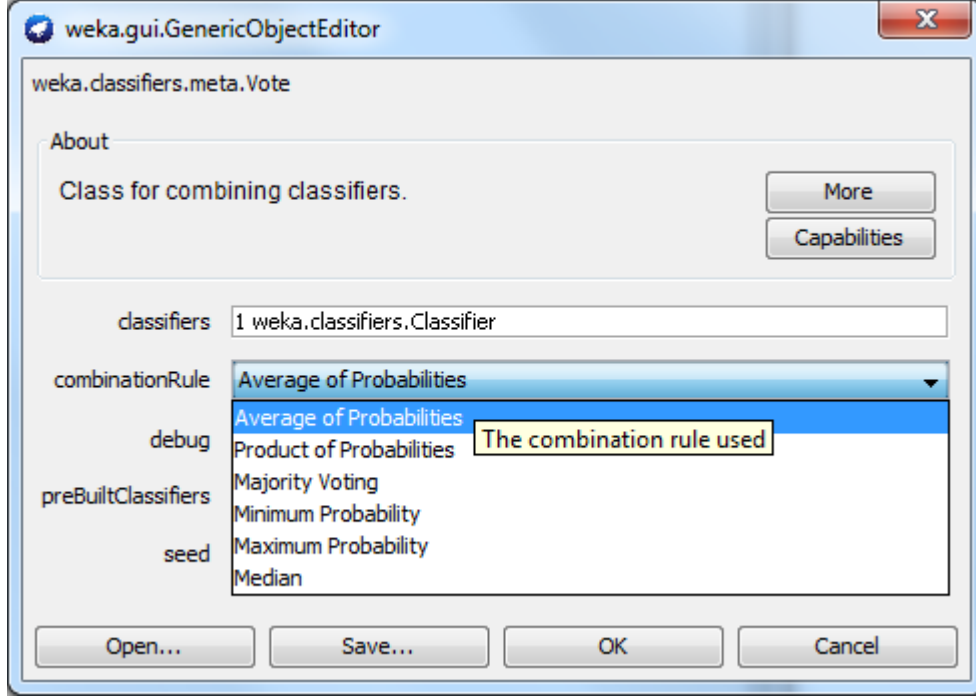 weka.gui.GenericObjectEditor
weka.classifiers.meta.Vote
About
Class for combining classifiers.
More
Capabilities
classifiers 1 weka.classifiers.Classifier
combinationRule Average of Probabilities
Average of Probabilities
The combination rule used
debug
Product of Probabilities
Majority Voting
preBuiltClassifiers
Minimum Probability
seed
Maximum Probability
Median
Open... Save... OK Cancel